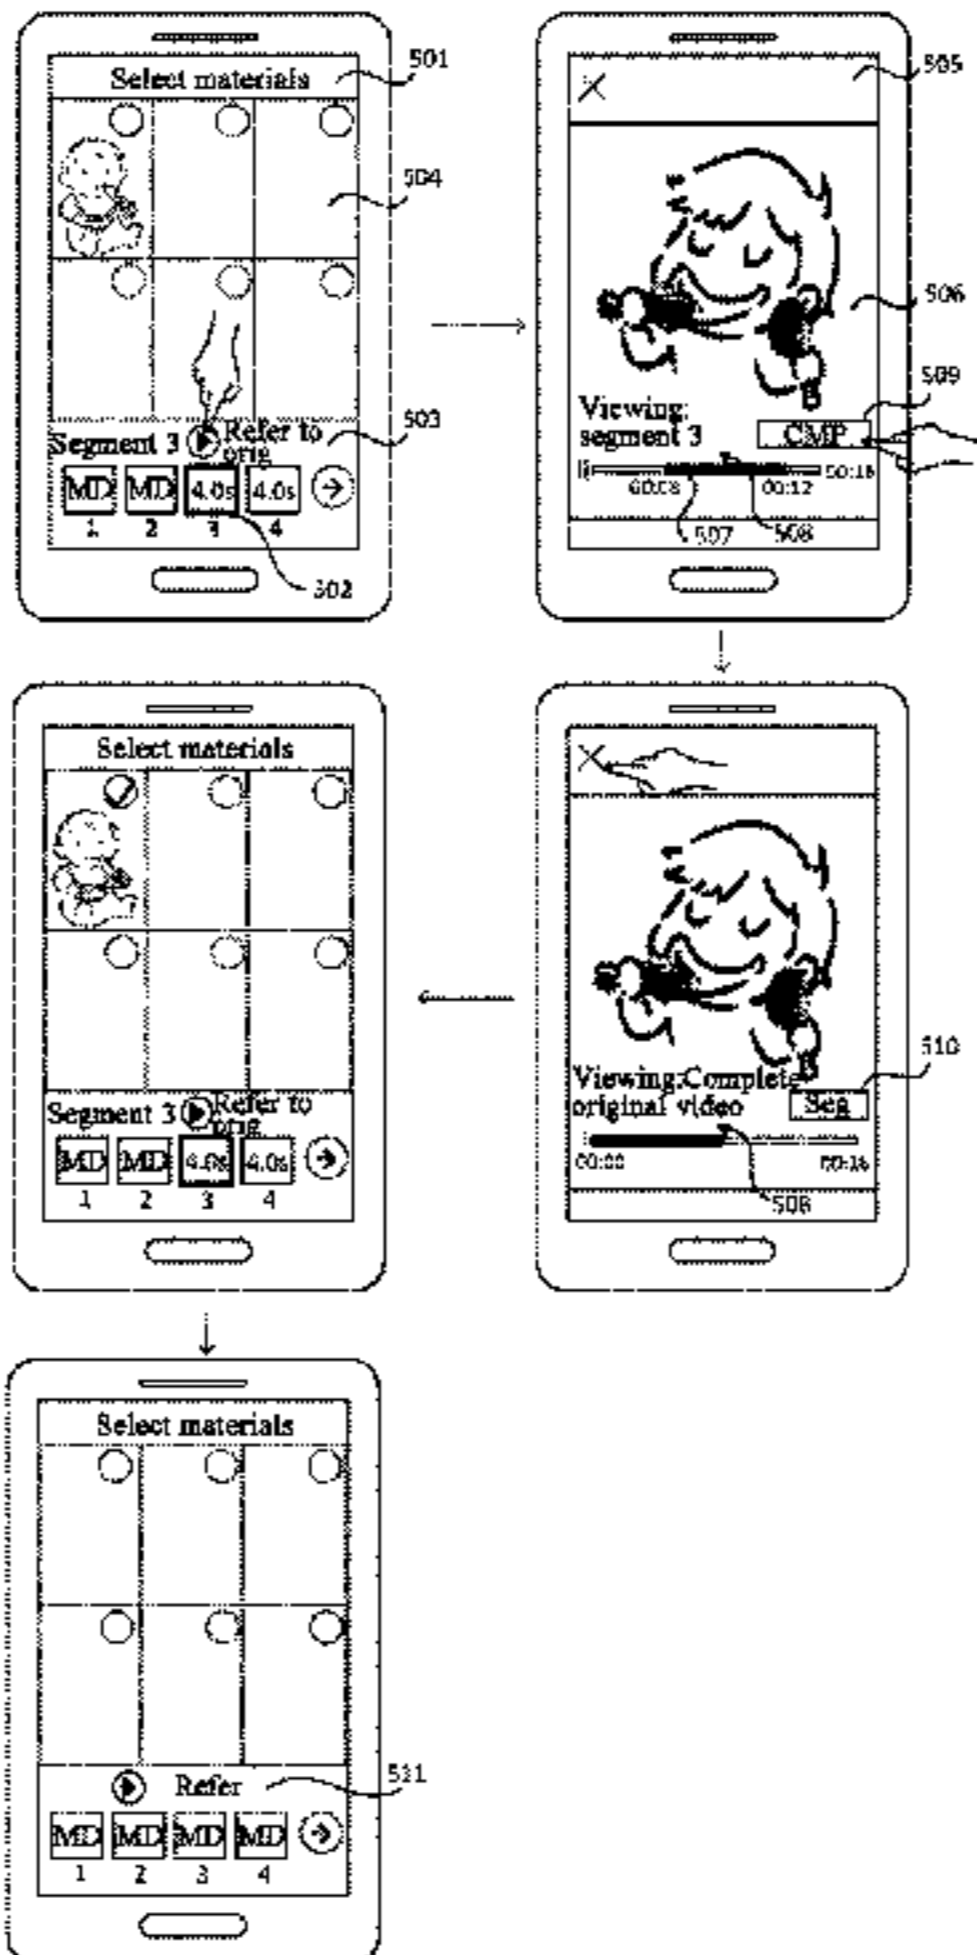 Select materials
501
504
Segment 3 Refer to
orig
503
MD MD 4.0s 4.0s
1 2 3 4
502
505
506
509
Viewing:
segment 3 CMP
00:16
00:08 00:12
507 508
Select materials
Segment 3 Refer to
orig
MD MD 4.0s 4.0s
1 2 3 4
510
Viewing:Complete
original video Seg
00:00 00:16
508
Select materials
Refer
511
MD MD MD MD
1 2 3 4